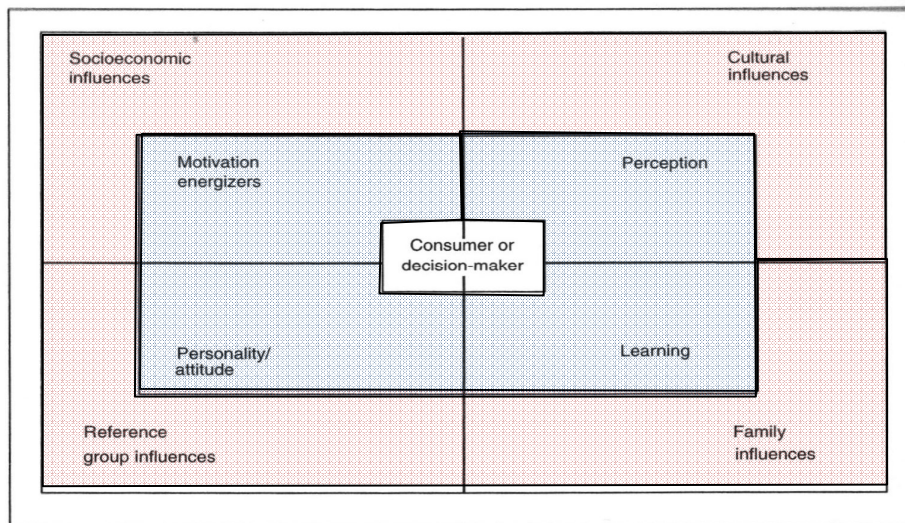 Socioeconomic
influences
Cultural
influences
Motivation
energizers
Perception
Consumer or
decision-maker
Personality/
attitude
Learning
Reference
group influences
Family
influences